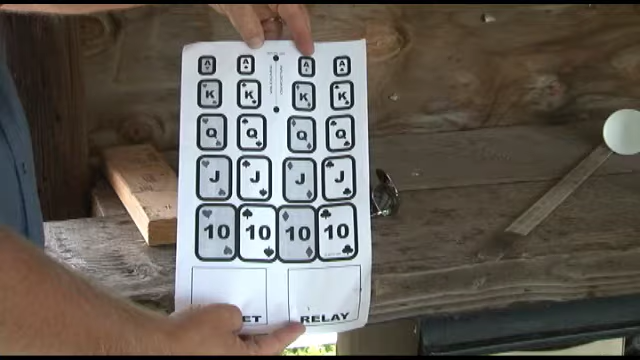 A A A A
K K K K
Q Q Q Q
J J J J
10 10 10 10
ET RELAY